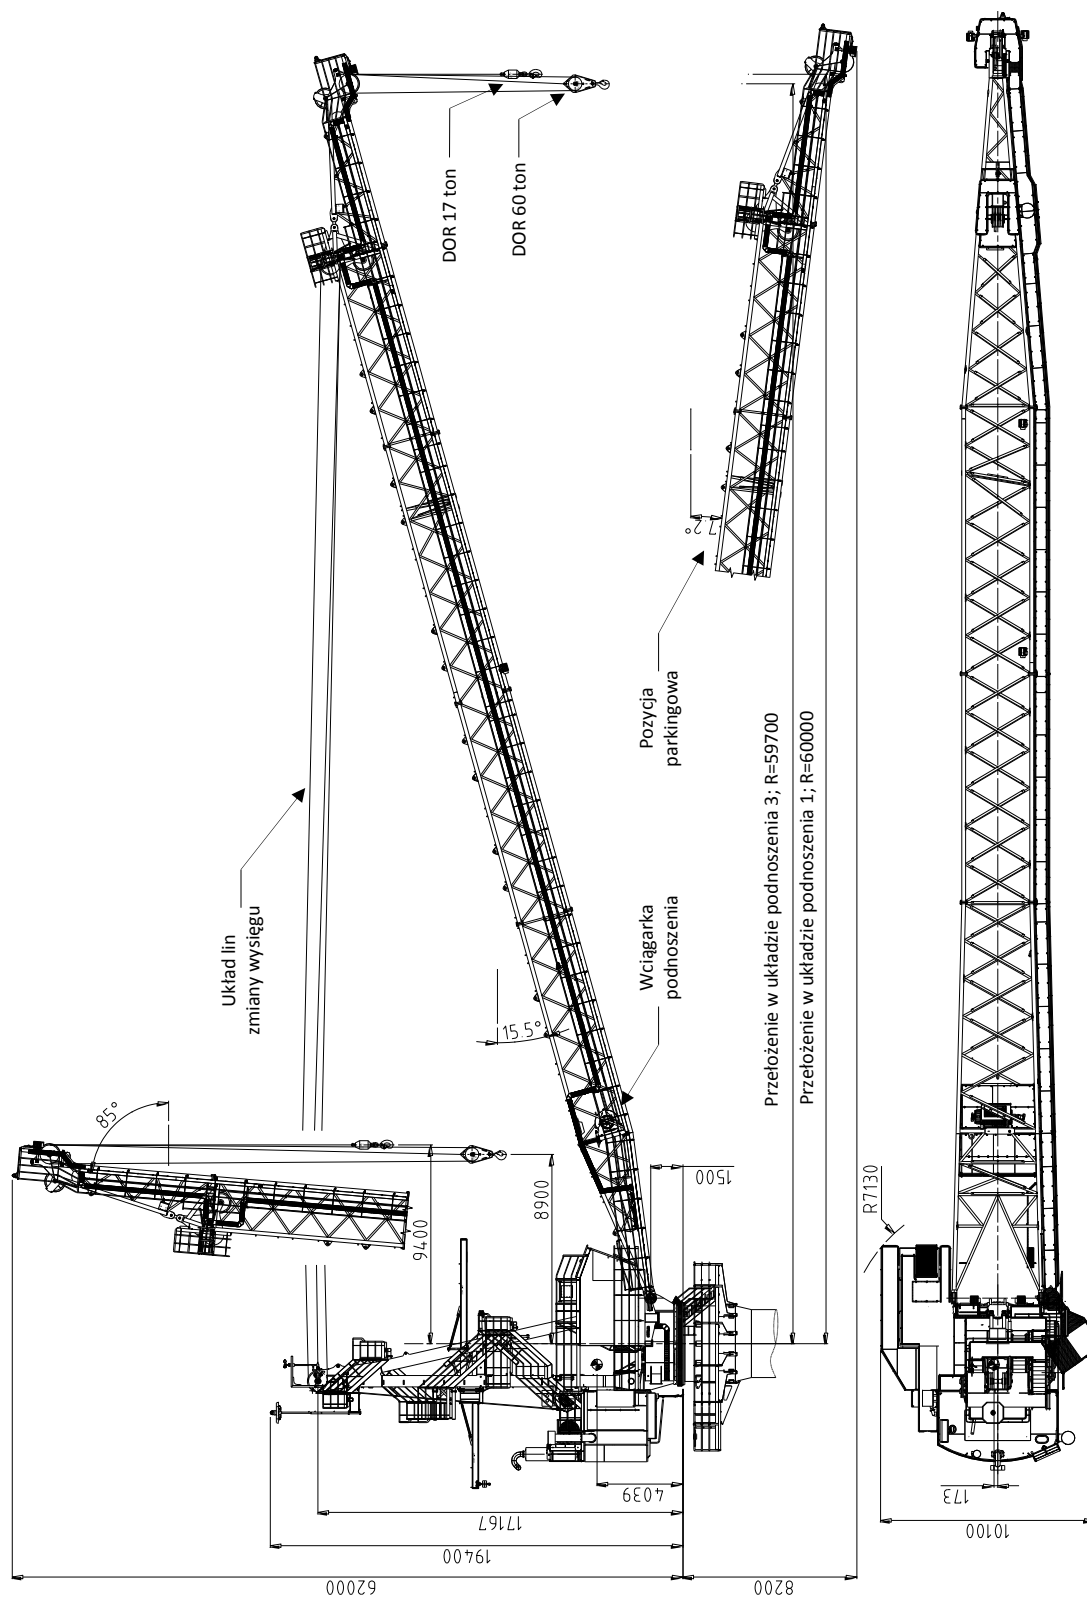 DOR 17 ton
DOR 60 ton
Układ lin
zmiany wysięgu
Pozycja
parkingowa
7.2°
Wciągarka
podnoszenia
15.5°
85°
Przełożenie w układzie podnoszenia 3; R=59700
Przełożenie w układzie podnoszenia 1; R=60000
9400
8900
1500
R7130
4039
17167
19400
62000
8200
173
10100